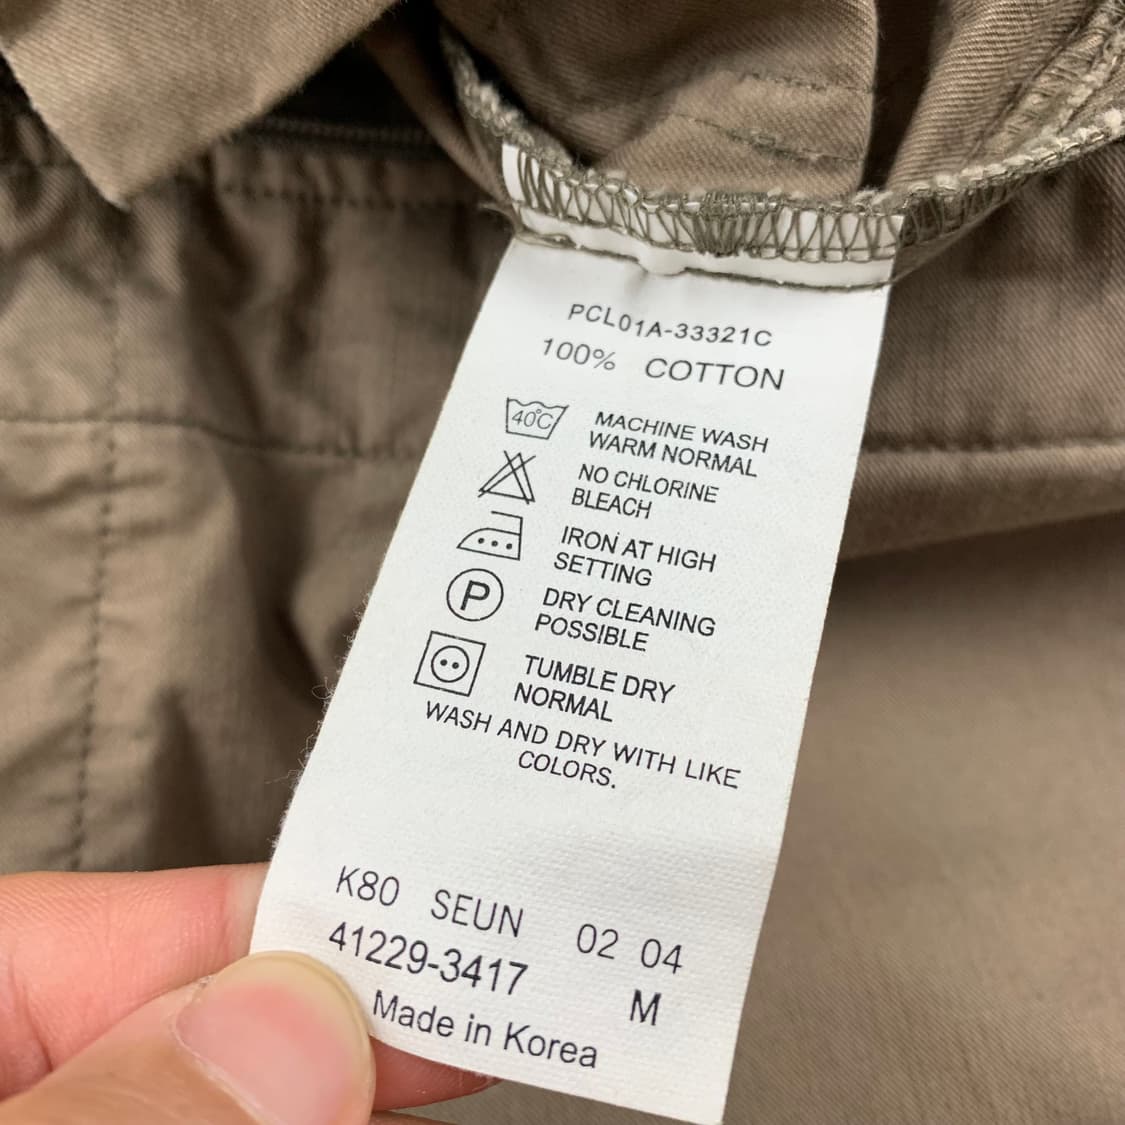 PCL01A-33321C
100% COTTON
40°C MACHINE WASH
WARM NORMAL
NO CHLORINE
BLEACH
IRON AT HIGH
SETTING
P DRY CLEANING
POSSIBLE
TUMBLE DRY
NORMAL
WASH AND DRY WITH LIKE
COLORS.
K80 SEUN 02 04
41229-3417 M
Made in Korea